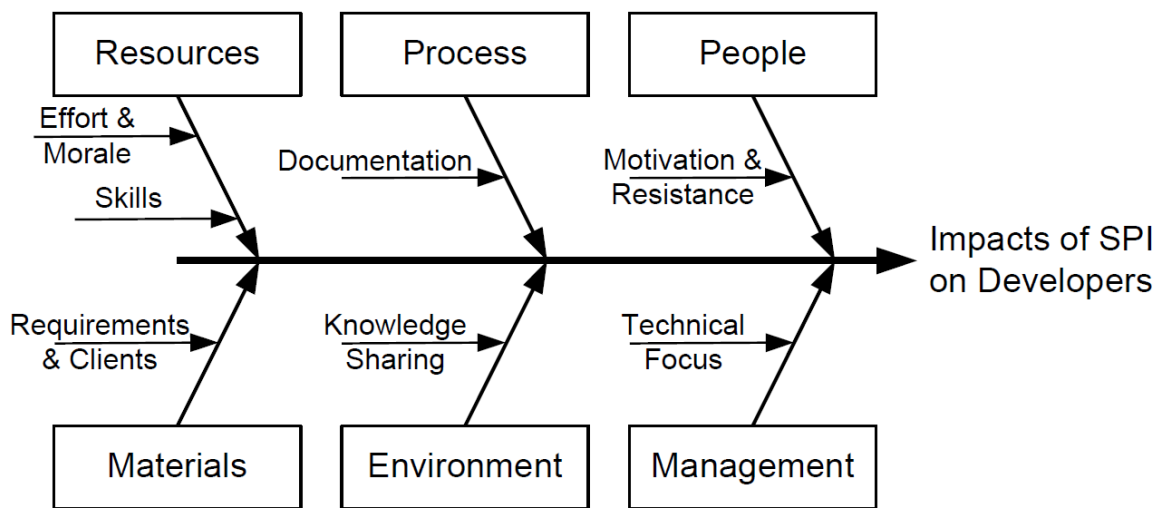 Resources
Process
People
Effort &
Morale
Skills
Documentation
Motivation &
Resistance
Impacts of SPI
on Developers
Requirements
& Clients
Knowledge
Sharing
Technical
Focus
Materials
Environment
Management